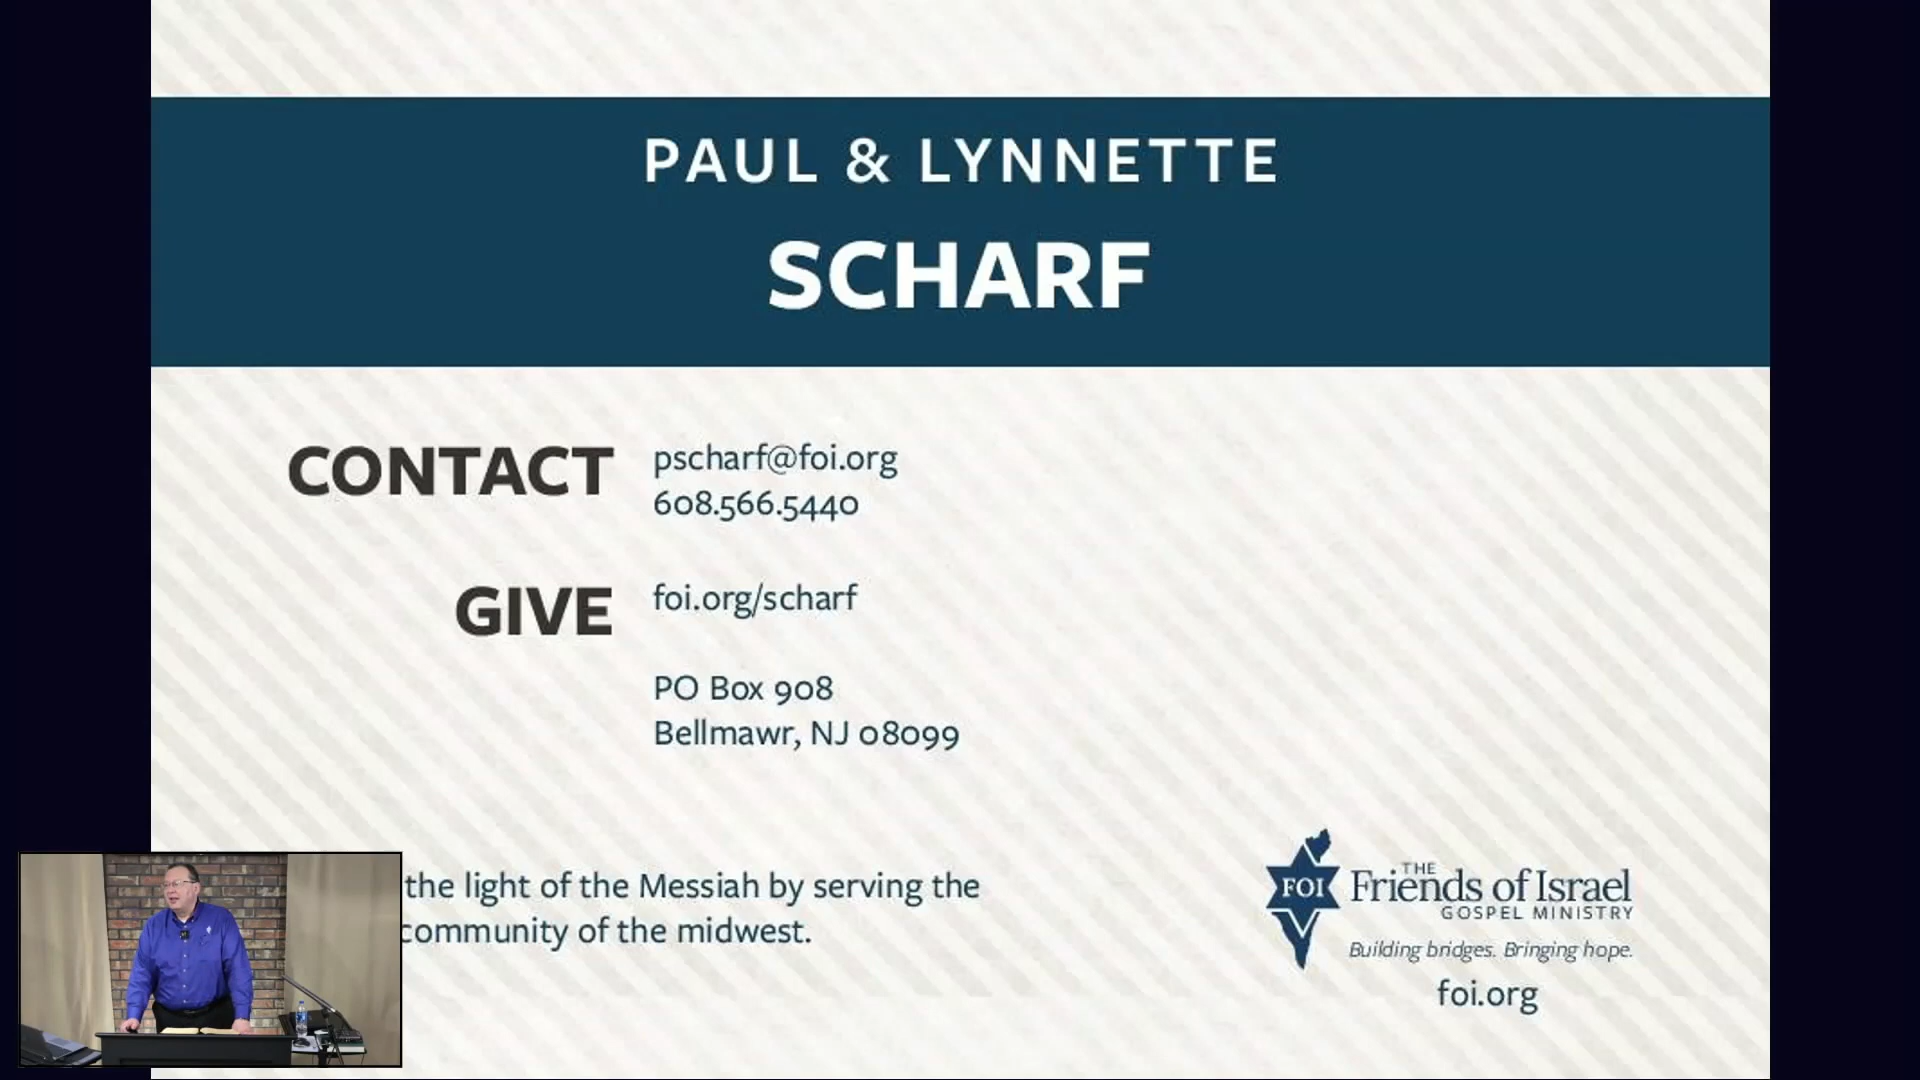 PAUL & LYNNETTE
SCHARF
CONTACT
pscharf@foi.org
608.566.5440
GIVE
foi.org/scharf
PO Box 908
Bellmawr, NJ 08099
the light of the Messiah by serving the
community of the midwest.
FOI
THE
Friends of Israel
GOSPEL MINISTRY
Building bridges. Bringing hope.
foi.org